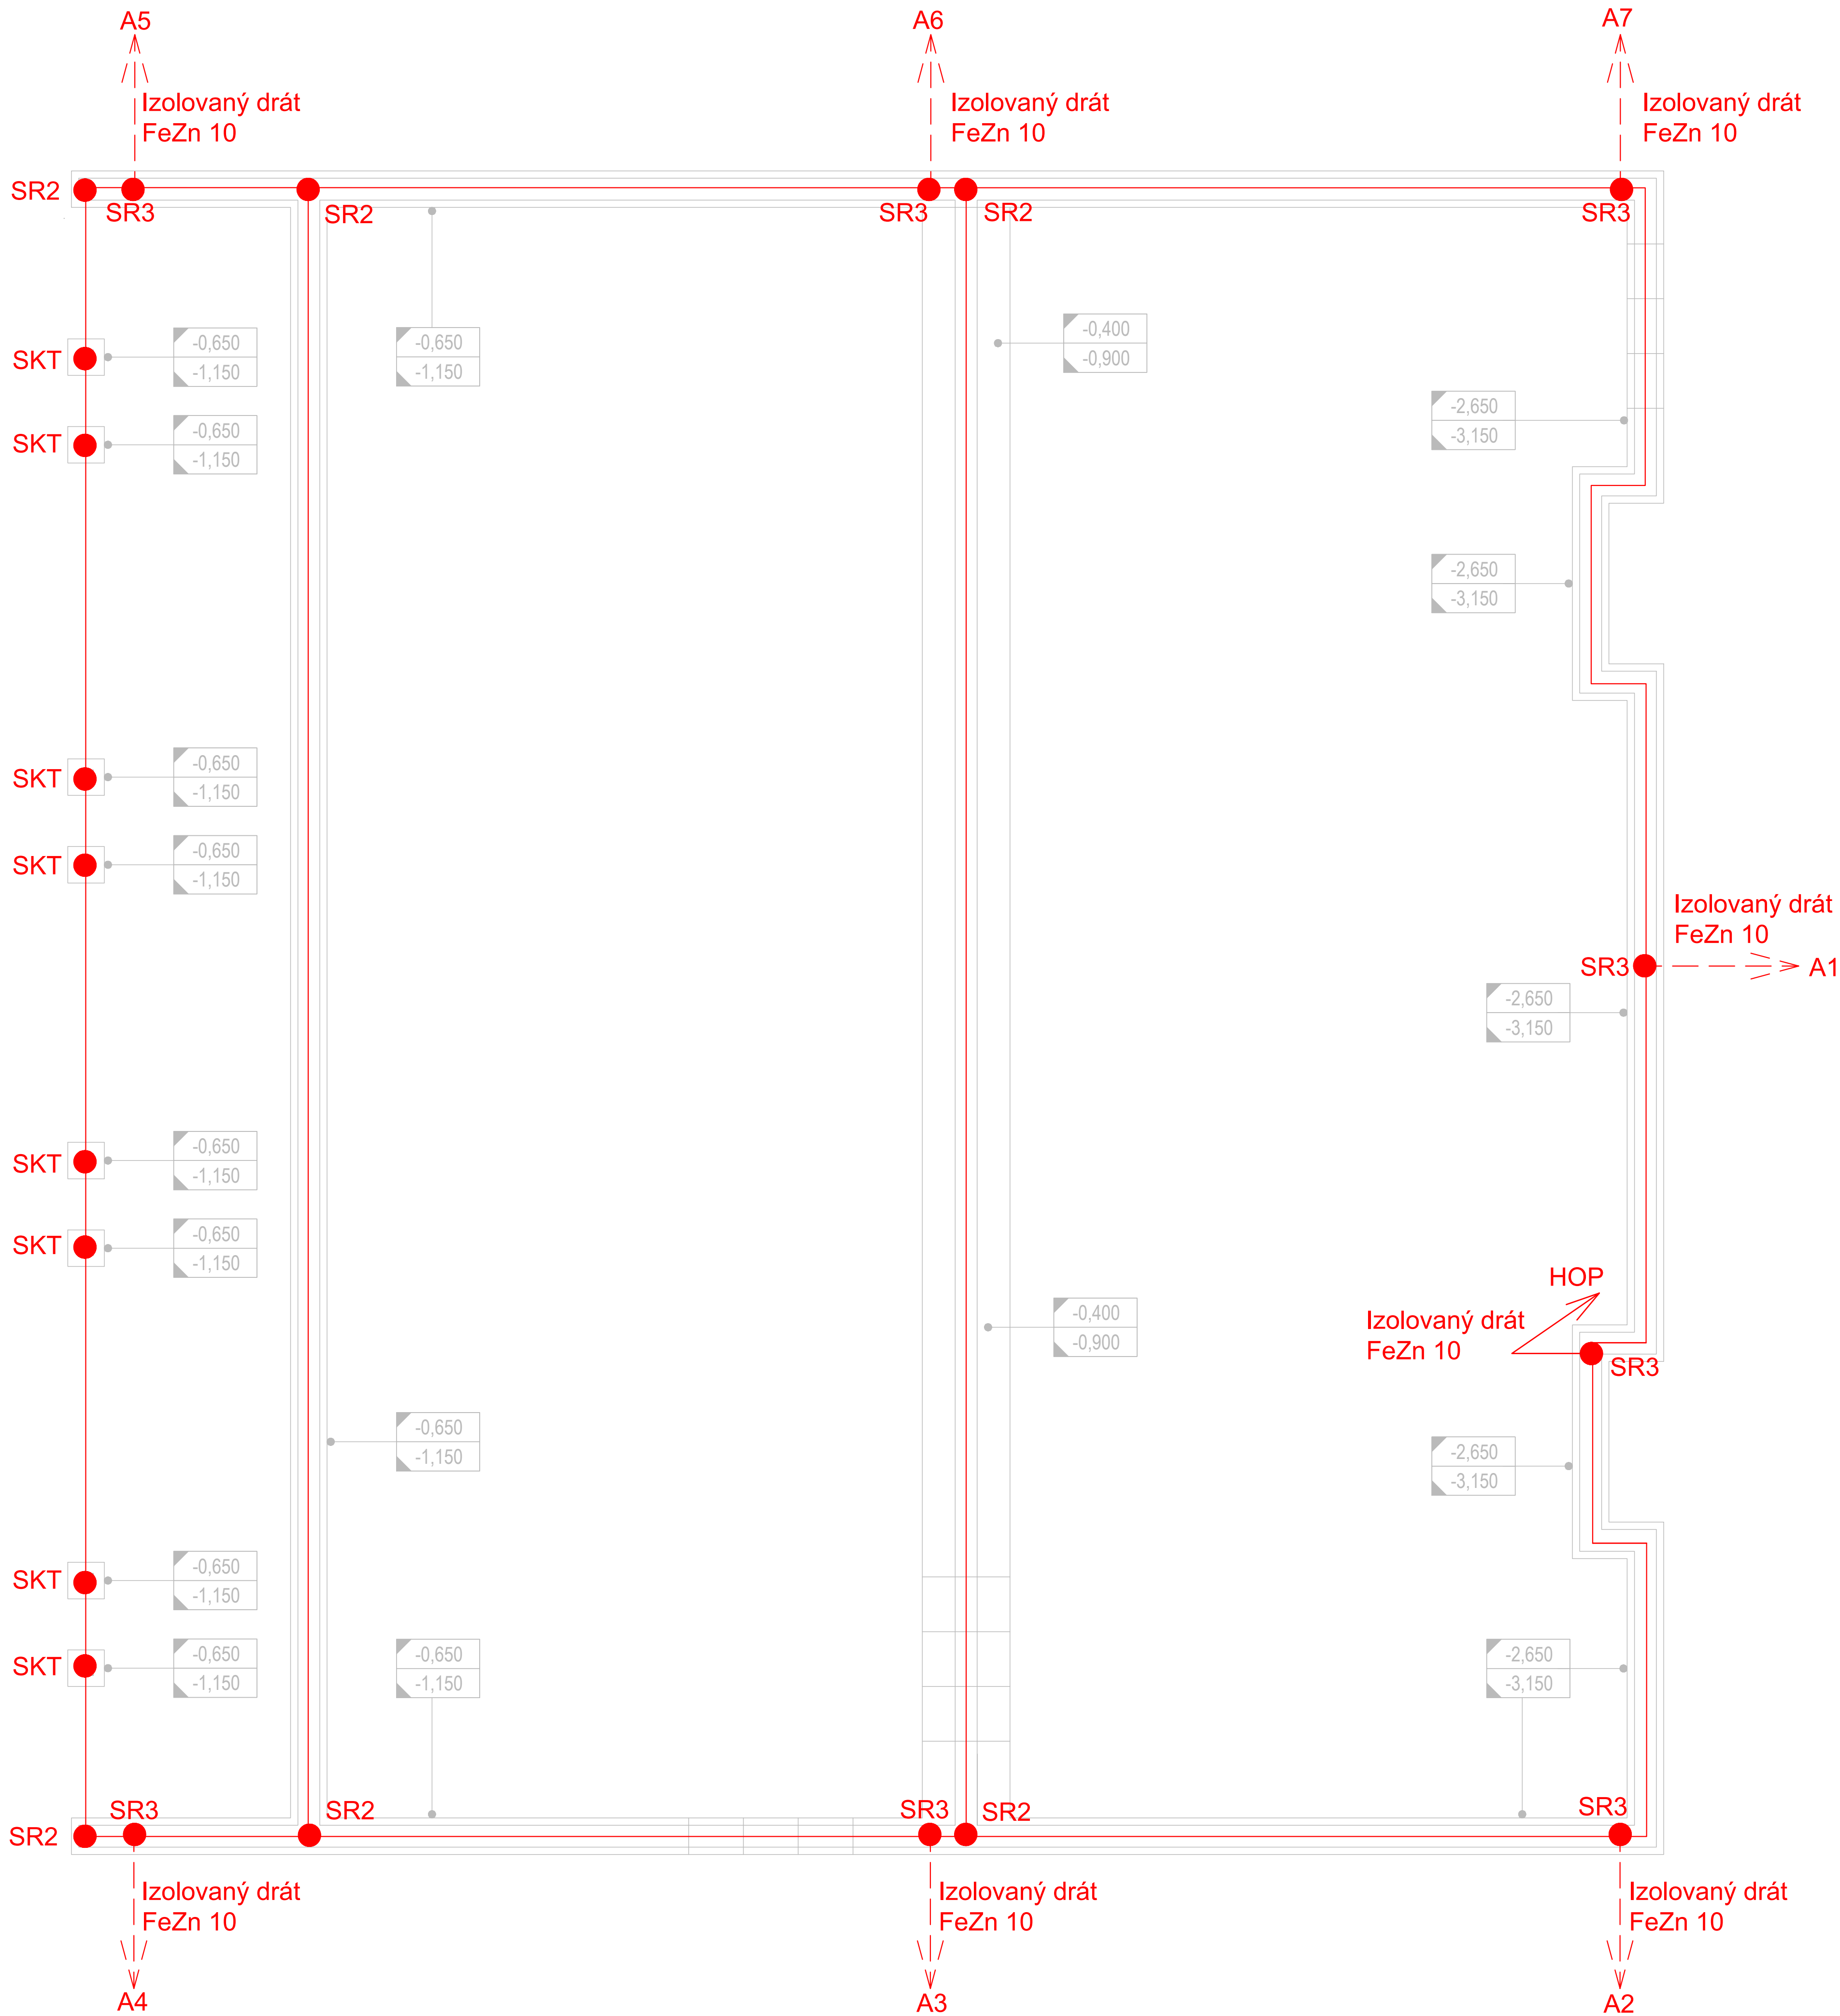 A5
A6
A7
Izolovaný drát
FeZn 10
Izolovaný drát
FeZn 10
Izolovaný drát
FeZn 10
SR2
SR3
SR2
SR3
SR2
SR3
SKT
-0,650
-1,150
-0,650
-1,150
-0,400
-0,900
SKT
-0,650
-1,150
-2,650
-3,150
-2,650
-3,150
SKT
-0,650
-1,150
SKT
-0,650
-1,150
Izolovaný drát
FeZn 10
SR3
A1
-2,650
-3,150
SKT
-0,650
-1,150
SKT
-0,650
-1,150
HOP
Izolovaný drát
FeZn 10
SR3
-0,400
-0,900
-0,650
-1,150
-2,650
-3,150
SKT
-0,650
-1,150
SKT
-0,650
-1,150
-0,650
-1,150
-2,650
-3,150
SR2
SR3
SR2
SR3
SR2
SR3
Izolovaný drát
FeZn 10
Izolovaný drát
FeZn 10
Izolovaný drát
FeZn 10
A4
A3
A2